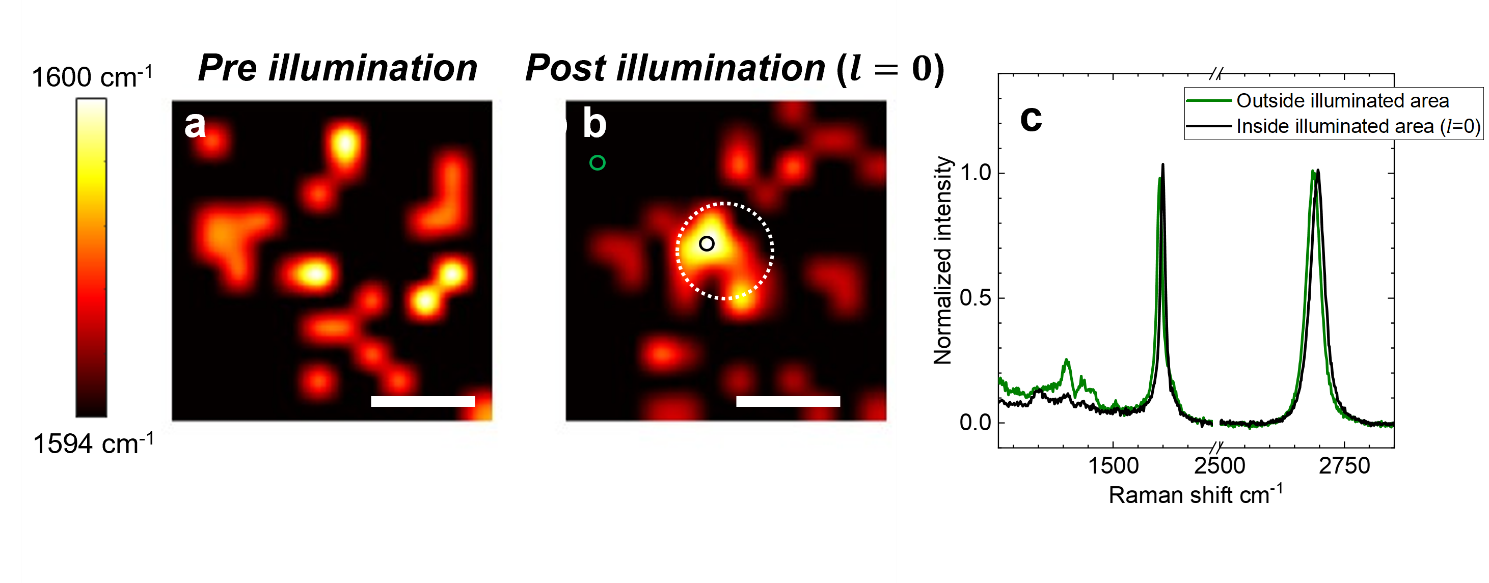 1600 cm-1
1594 cm-1
Pre illumination
a
Post illumination (l = 0)
b
c
Outside illuminated area
Inside illuminated area (l=0)
Normalized intensity
1.0
0.5
0.0
1500
2500
2750
Raman shift cm-1